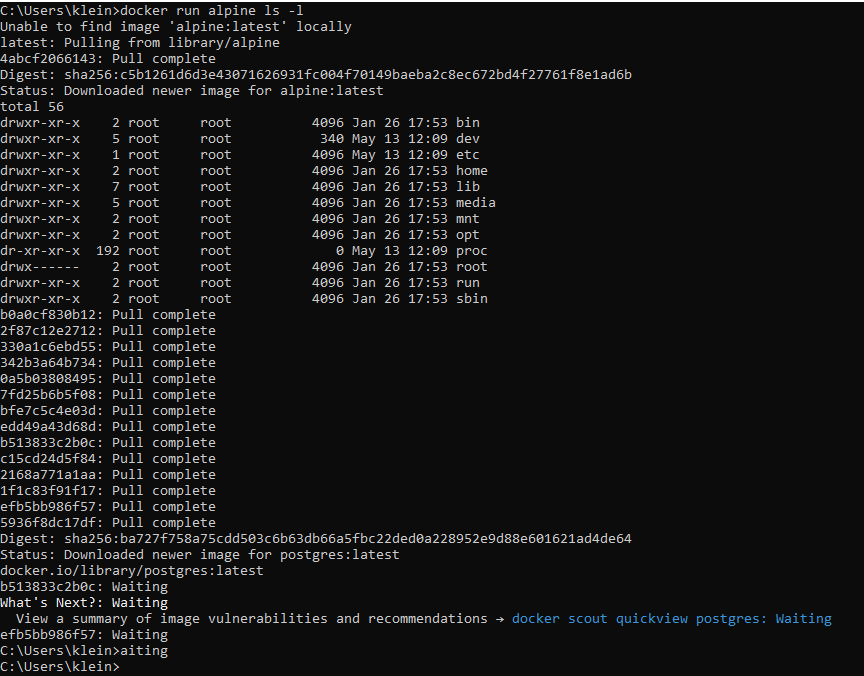 C:\Users\klein>docker run alpine ls -l
Unable to find image 'alpine:latest' locally
latest: Pulling from library/alpine
4abcf2066143: Pull complete
Digest: sha256:c5b1261d6d3e43071626931fc004f70149baeba2c8ec672bd4f27761f8e1ad6b
Status: Downloaded newer image for alpine:latest
total 56
drwxr-xr-x    2 root     root          4096 Jan 26 17:53 bin
drwxr-xr-x    5 root     root           340 May 13 12:09 dev
drwxr-xr-x    1 root     root          4096 May 13 12:09 etc
drwxr-xr-x    2 root     root          4096 Jan 26 17:53 home
drwxr-xr-x    7 root     root          4096 Jan 26 17:53 lib
drwxr-xr-x    5 root     root          4096 Jan 26 17:53 media
drwxr-xr-x    2 root     root          4096 Jan 26 17:53 mnt
drwxr-xr-x    2 root     root          4096 Jan 26 17:53 opt
dr-xr-xr-x  192 root     root             0 May 13 12:09 proc
drwx------    2 root     root          4096 Jan 26 17:53 root
drwxr-xr-x    2 root     root          4096 Jan 26 17:53 run
drwxr-xr-x    2 root     root          4096 Jan 26 17:53 sbin
b0a0cf830b12: Pull complete
2f87c12e2712: Pull complete
330a1c6ebd55: Pull complete
342b3a64b734: Pull complete
0a5b03808495: Pull complete
7fd25b6b5f08: Pull complete
bfe7c5c4e03d: Pull complete
edd49a43d68d: Pull complete
b513833c2b0c: Pull complete
c15cd24d5f84: Pull complete
2168a771a1aa: Pull complete
1f1c83f91f17: Pull complete
efb5bb986f57: Pull complete
5936f8dc17df: Pull complete
Digest: sha256:ba727f758a75cdd503c6b63db66a5fbc22ded0a228952e9d88e601621ad4de64
Status: Downloaded newer image for postgres:latest
docker.io/library/postgres:latest
b513833c2b0c: Waiting
What's Next?: Waiting
  View a summary of image vulnerabilities and recommendations → docker scout quickview postgres: Waiting
efb5bb986f57: Waiting
C:\Users\klein>aiting
C:\Users\klein>